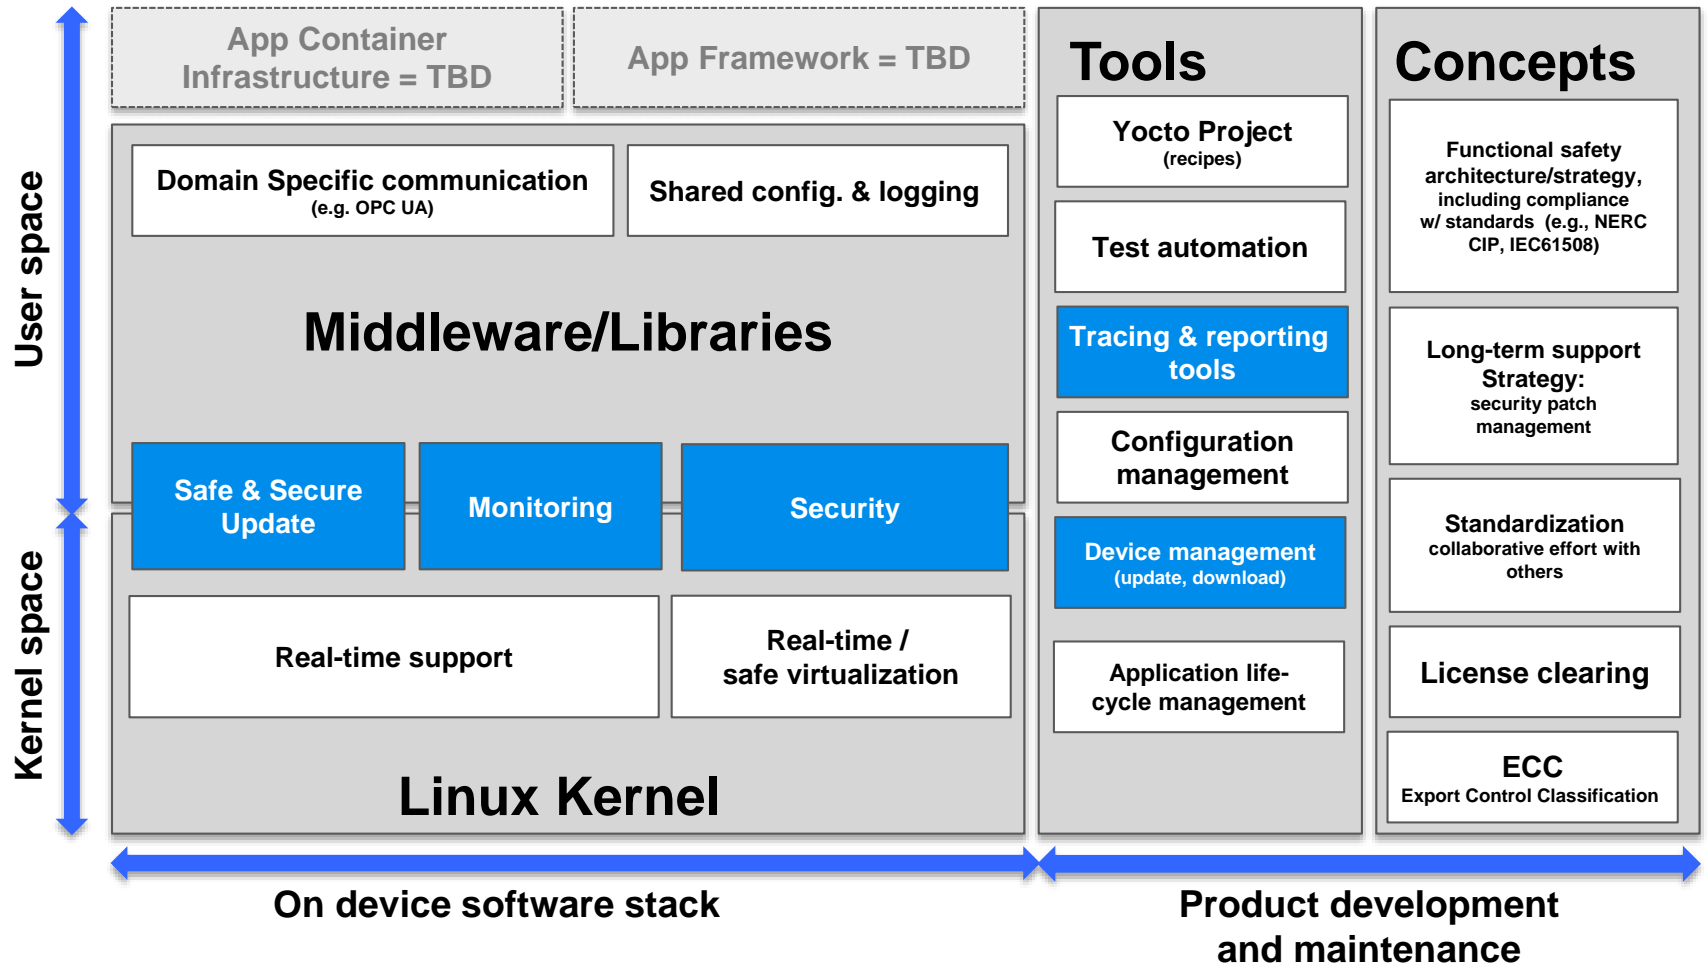 User space
Kernel space
App Container
Infrastructure = TBD
App Framework = TBD
Domain Specific communication
(e.g. OPC UA)
Shared config. & logging
Middleware/Libraries
Safe & Secure
Update
Monitoring
Security
Real-time support
Real-time /
safe virtualization
Linux Kernel
On device software stack
Tools
Yocto Project
(recipes)
Test automation
Tracing & reporting
tools
Configuration
management
Device management
(update, download)
Application life-
cycle management
Concepts
Functional safety
architecture/strategy,
including compliance
w/ standards (e.g., NERC
CIP, IEC61508)
Long-term support
Strategy:
security patch
management
Standardization
collaborative effort with
others
License clearing
ECC
Export Control Classification
Product development
and maintenance